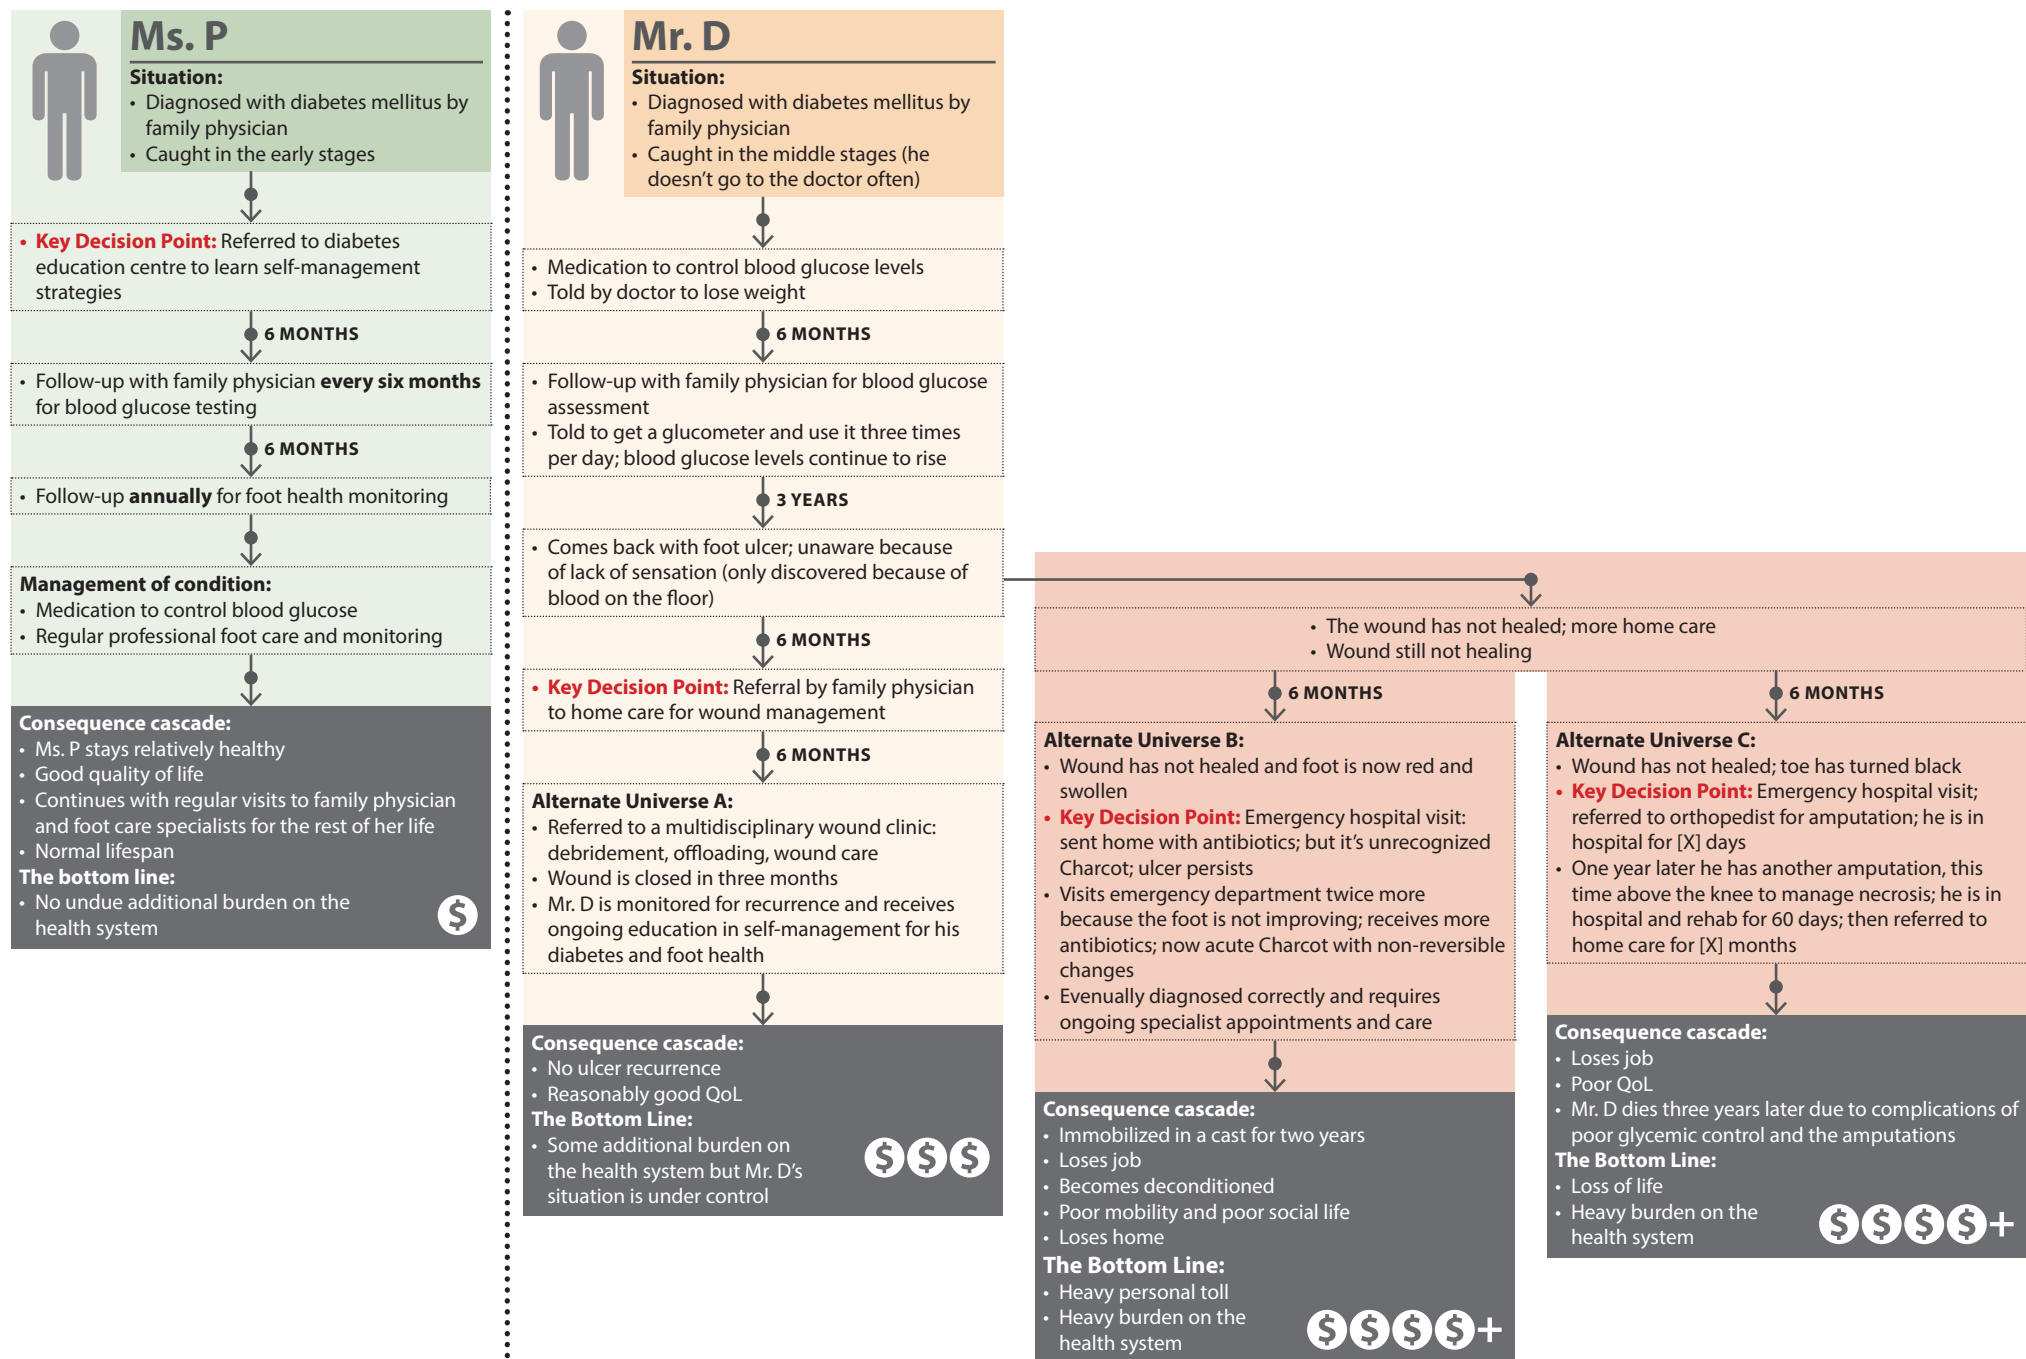 Ms. P
Situation:
• Diagnosed with diabetes mellitus by
family physician
• Caught in the early stages
• Key Decision Point: Referred to diabetes
education centre to learn self-management
strategies
6 MONTHS
• Follow-up with family physician every six months
for blood glucose testing
6 MONTHS
• Follow-up annually for foot health monitoring
Management of condition:
• Medication to control blood glucose
• Regular professional foot care and monitoring
Consequence cascade:
• Ms. P stays relatively healthy
• Good quality of life
• Continues with regular visits to family physician
and foot care specialists for the rest of her life
• Normal lifespan
The bottom line:
• No undue additional burden on the
health system
$
Mr. D
Situation:
• Diagnosed with diabetes mellitus by
family physician
• Caught in the middle stages (he
doesn't go to the doctor often)
• Medication to control blood glucose levels
• Told by doctor to lose weight
6 MONTHS
• Follow-up with family physician for blood glucose
assessment
• Told to get a glucometer and use it three times
per day; blood glucose levels continue to rise
3 YEARS
• Comes back with foot ulcer; unaware because
of lack of sensation (only discovered because of
blood on the floor)
6 MONTHS
• Key Decision Point: Referral by family physician
to home care for wound management
6 MONTHS
Alternate Universe A:
• Referred to a multidisciplinary wound clinic:
debridement, offloading, wound care
• Wound is closed in three months
• Mr. D is monitored for recurrence and receives
ongoing education in self-management for his
diabetes and foot health
Consequence cascade:
• No ulcer recurrence
• Reasonably good QoL
The Bottom Line:
• Some additional burden on
the health system but Mr. D's
situation is under control
$$$
• The wound has not healed; more home care
• Wound still not healing
6 MONTHS
Alternate Universe B:
• Wound has not healed and foot is now red and
swollen
• Key Decision Point: Emergency hospital visit:
sent home with antibiotics; but it's unrecognized
Charcot; ulcer persists
• Visits emergency department twice more
because the foot is not improving; receives more
antibiotics; now acute Charcot with non-reversible
changes
• Evenually diagnosed correctly and requires
ongoing specialist appointments and care
Consequence cascade:
• Immobilized in a cast for two years
• Loses job
• Becomes deconditioned
• Poor mobility and poor social life
• Loses home
The Bottom Line:
• Heavy personal toll
• Heavy burden on the
health system
$$$$+
6 MONTHS
Alternate Universe C:
• Wound has not healed; toe has turned black
• Key Decision Point: Emergency hospital visit;
referred to orthopedist for amputation; he is in
hospital for [X] days
• One year later he has another amputation, this
time above the knee to manage necrosis; he is in
hospital and rehab for 60 days; then referred to
home care for [X] months
Consequence cascade:
• Loses job
• Poor QoL
• Mr. D dies three years later due to complications of
poor glycemic control and the amputations
The Bottom Line:
• Loss of life
• Heavy burden on the
health system
$$$$+